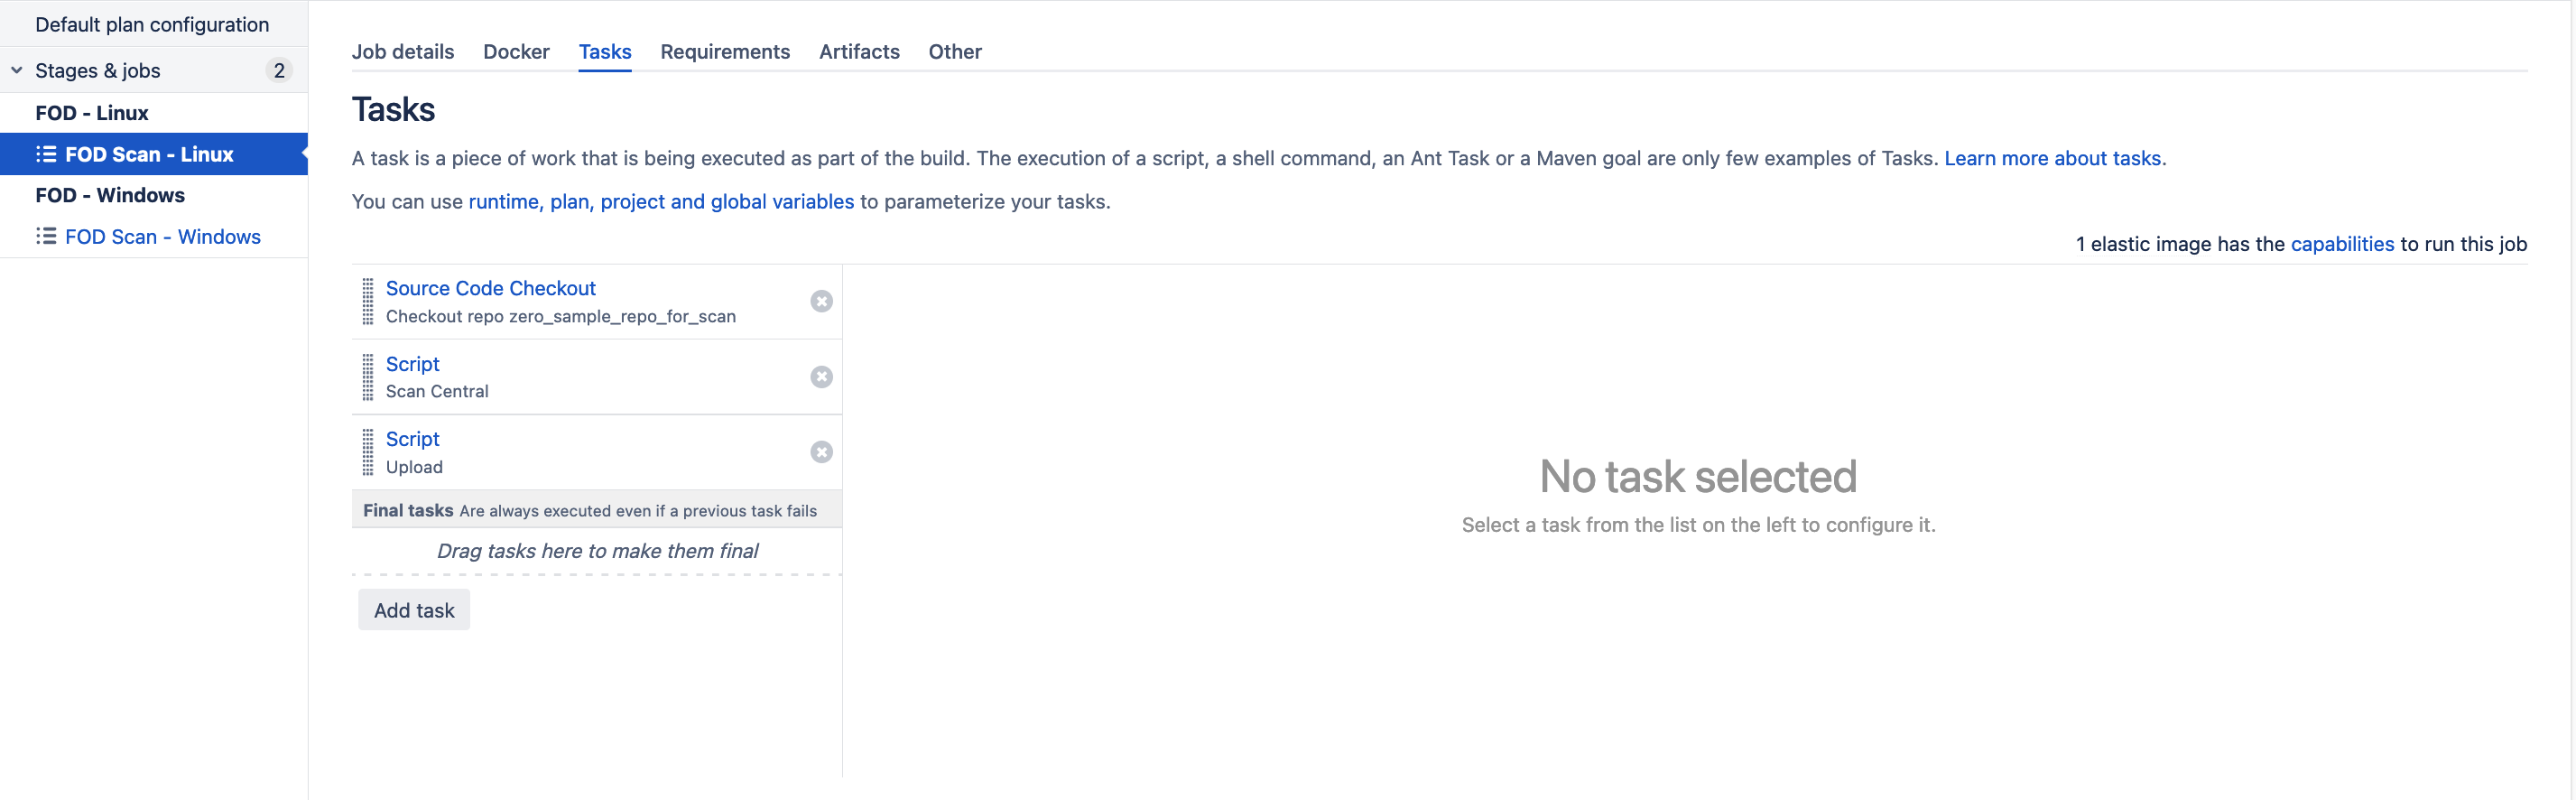 Default plan configuration
Stages & jobs 2
FOD - Linux
FOD Scan - Linux
FOD - Windows
FOD Scan - Windows
Job details Docker Tasks Requirements Artifacts Other
Tasks
A task is a piece of work that is being executed as part of the build. The execution of a script, a shell command, an Ant Task or a Maven goal are only few examples of Tasks. Learn more about tasks.
You can use runtime, plan, project and global variables to parameterize your tasks.
1 elastic image has the capabilities to run this job
Source Code Checkout
Checkout repo zero_sample_repo_for_scan
Script
Scan Central
Script
Upload
Final tasks Are always executed even if a previous task fails
Drag tasks here to make them final
Add task
No task selected
Select a task from the list on the left to configure it.